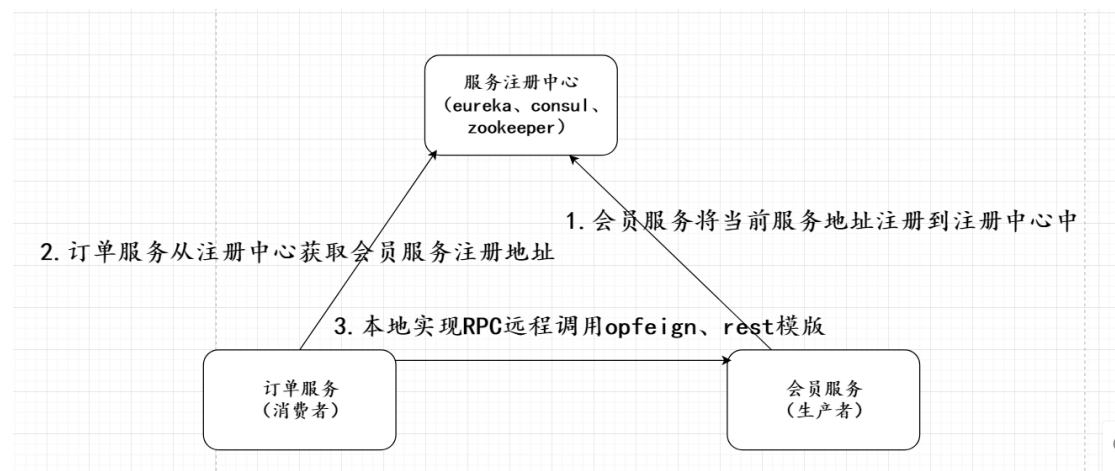 服务注册中心
（eureka、consul、
zookeeper）
1.会员服务将当前服务地址注册到注册中心中
2.订单服务从注册中心获取会员服务注册地址
3.本地实现RPC远程调用opfeign、rest模版
订单服务
（消费者）
会员服务
（生产者）